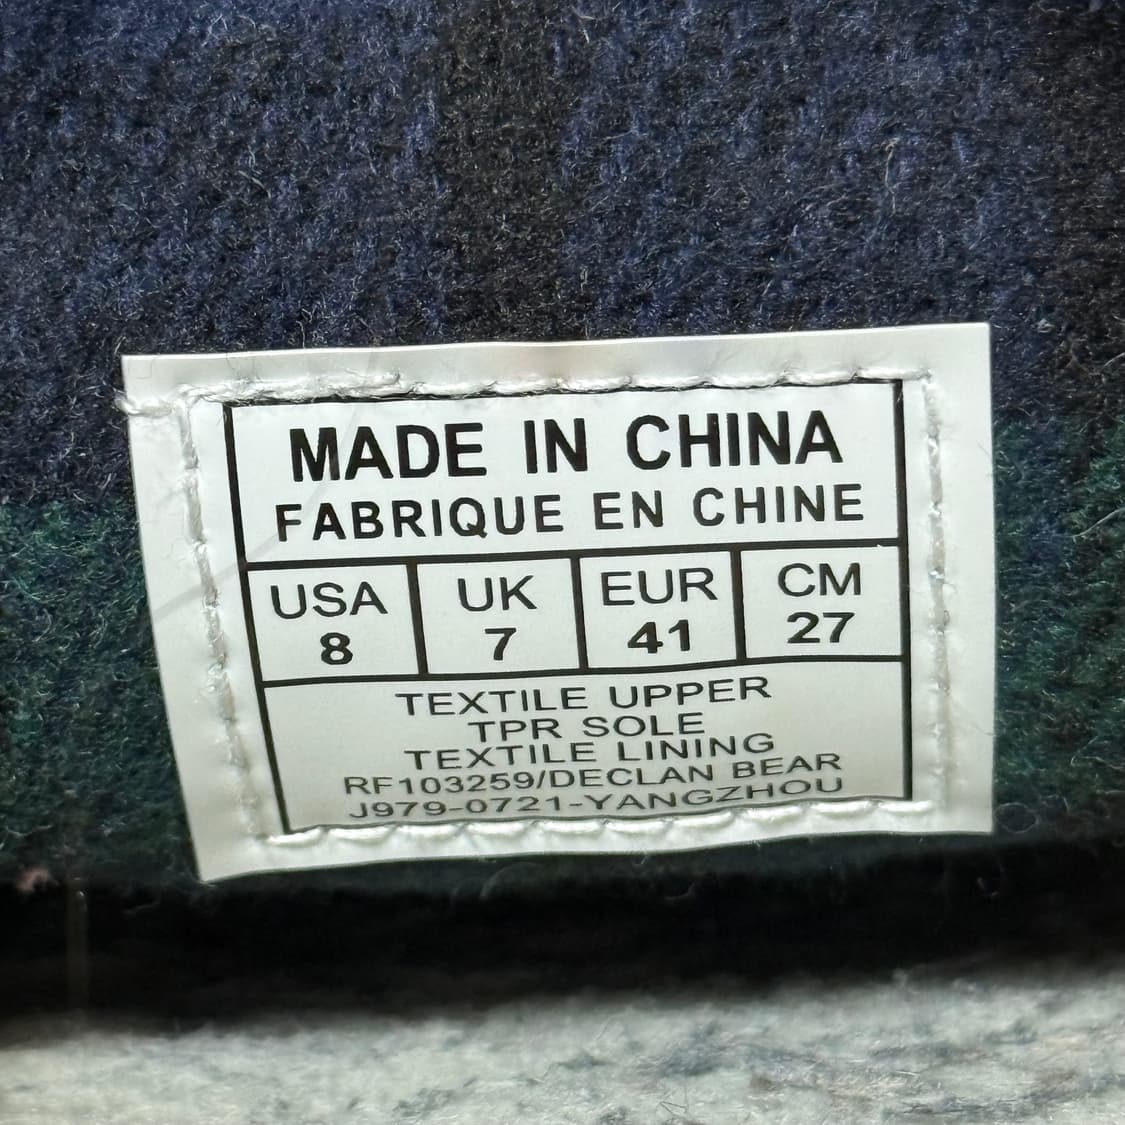 MADE IN CHINA
FABRIQUE EN CHINE
USA UK EUR CM
8 7 41 27
TEXTILE UPPER
TPR SOLE
TEXTILE LINING
RF103259/DECLAN BEAR
J979-0721-YANGZHOU